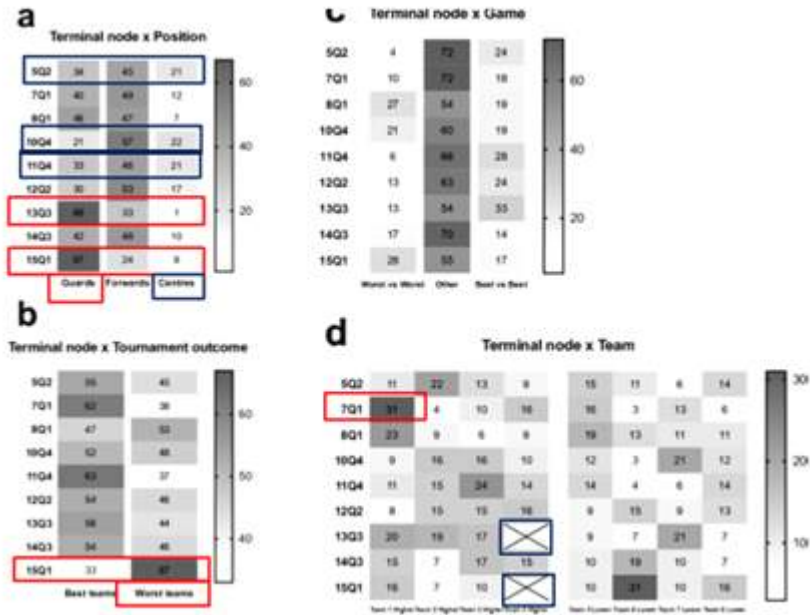 a
Terminal node x Position
5Q2 34 45 21
7Q1 40 49 12
8Q1 46 47 7
10Q4 21 57 22
11Q4 33 46 21
12Q2 30 53 17
13Q3 33 1
14Q3 42 48 10
15Q1 67 24 9
Guards Forwards Centres
60
40
20
b
Terminal node x Tournament outcome
5Q2 55 45
7Q1 62 38
8Q1 47 53
10Q4 52 48
11Q4 63 37
12Q2 54 46
13Q3 56 44
14Q3 54 46
15Q1 33 67
Best teams Worst teams
60
50
40
c
Terminal node x Game
5Q2 4 72 24
7Q1 10 72 18
8Q1 27 54 19
10Q4 21 60 19
11Q4 6 66 28
12Q2 13 63 24
13Q3 13 54 33
14Q3 17 70 14
15Q1 28 55 17
Worst vs Worst Other Best vs Best
60
40
20
d
Terminal node x Team
5Q2 11 22 13 8 15 11 6 14
7Q1 31 4 10 16 16 3 13 6
8Q1 23 9 6 9 19 13 11 11
10Q4 9 16 16 10 12 3 21 12
11Q4 11 15 24 14 14 4 6 14
12Q2 8 15 15 16 9 15 9 13
13Q3 20 19 17 9 7 21 7
14Q3 15 7 17 15 10 19 10 7
15Q1 16 7 10 10 31 10 16
30
20
10